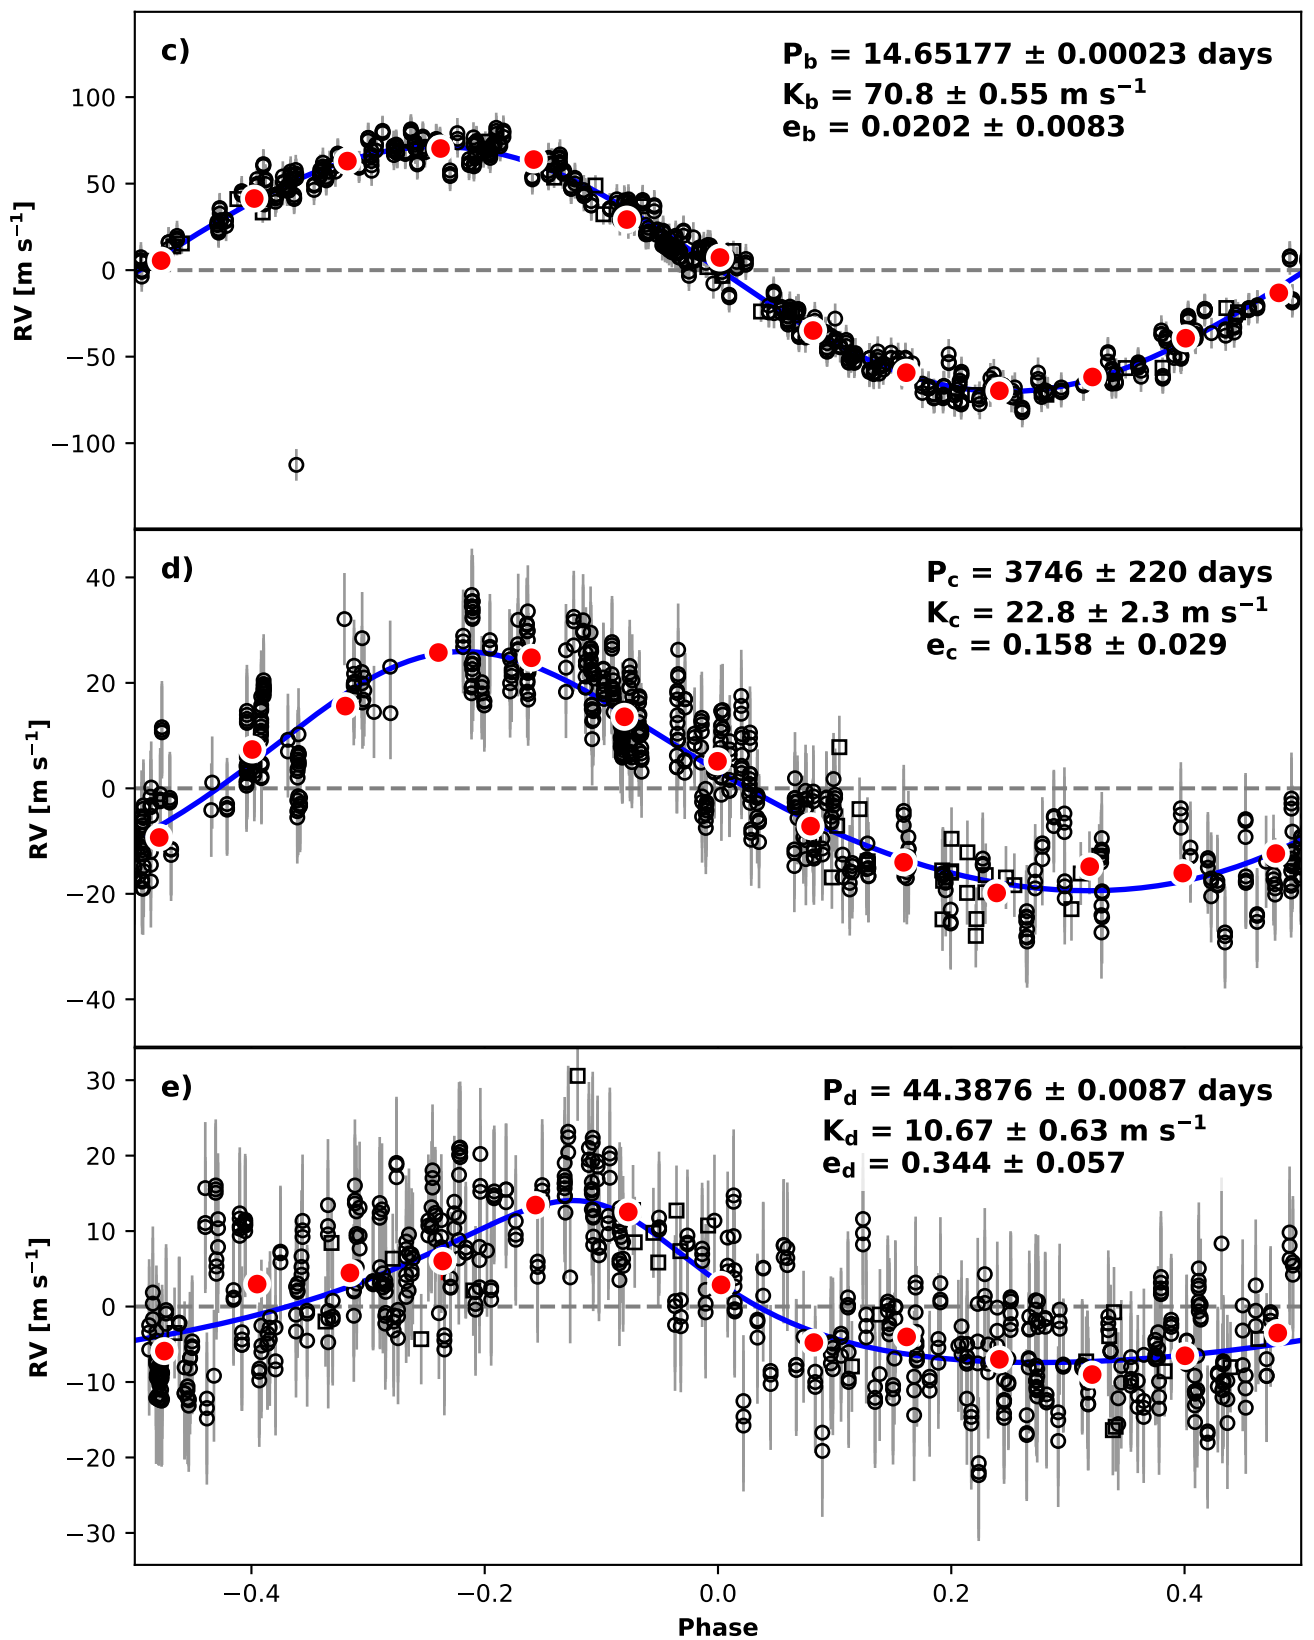 c)
P_b = 14.65177 ± 0.00023 days
K_b = 70.8 ± 0.55 m s⁻¹
e_b = 0.0202 ± 0.0083
100
50
0
−50
−100
RV [m s⁻¹]
d)
P_c = 3746 ± 220 days
K_c = 22.8 ± 2.3 m s⁻¹
e_c = 0.158 ± 0.029
40
20
0
−20
−40
RV [m s⁻¹]
e)
P_d = 44.3876 ± 0.0087 days
K_d = 10.67 ± 0.63 m s⁻¹
e_d = 0.344 ± 0.057
30
20
10
0
−10
−20
−30
RV [m s⁻¹]
−0.4 −0.2 0.0 0.2 0.4
Phase